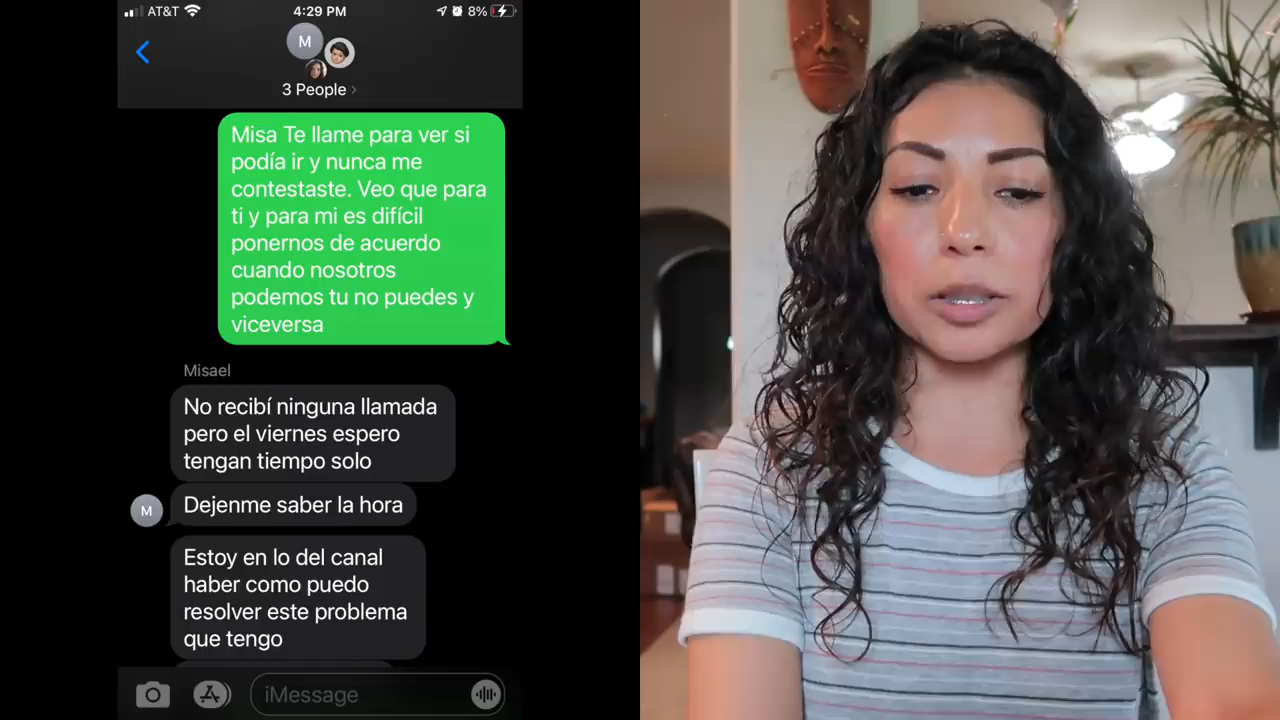 AT&T 4:29 PM 8%
M
3 People
Misa Te llame para ver si
podía ir y nunca me
contestaste. Veo que para
ti y para mi es difícil
ponernos de acuerdo
cuando nosotros
podemos tu no puedes y
viceversa
Misael
No recibí ninguna llamada
pero el viernes espero
tengan tiempo solo
Dejenme saber la hora
M
Estoy en lo del canal
haber como puedo
resolver este problema
que tengo
iMessage